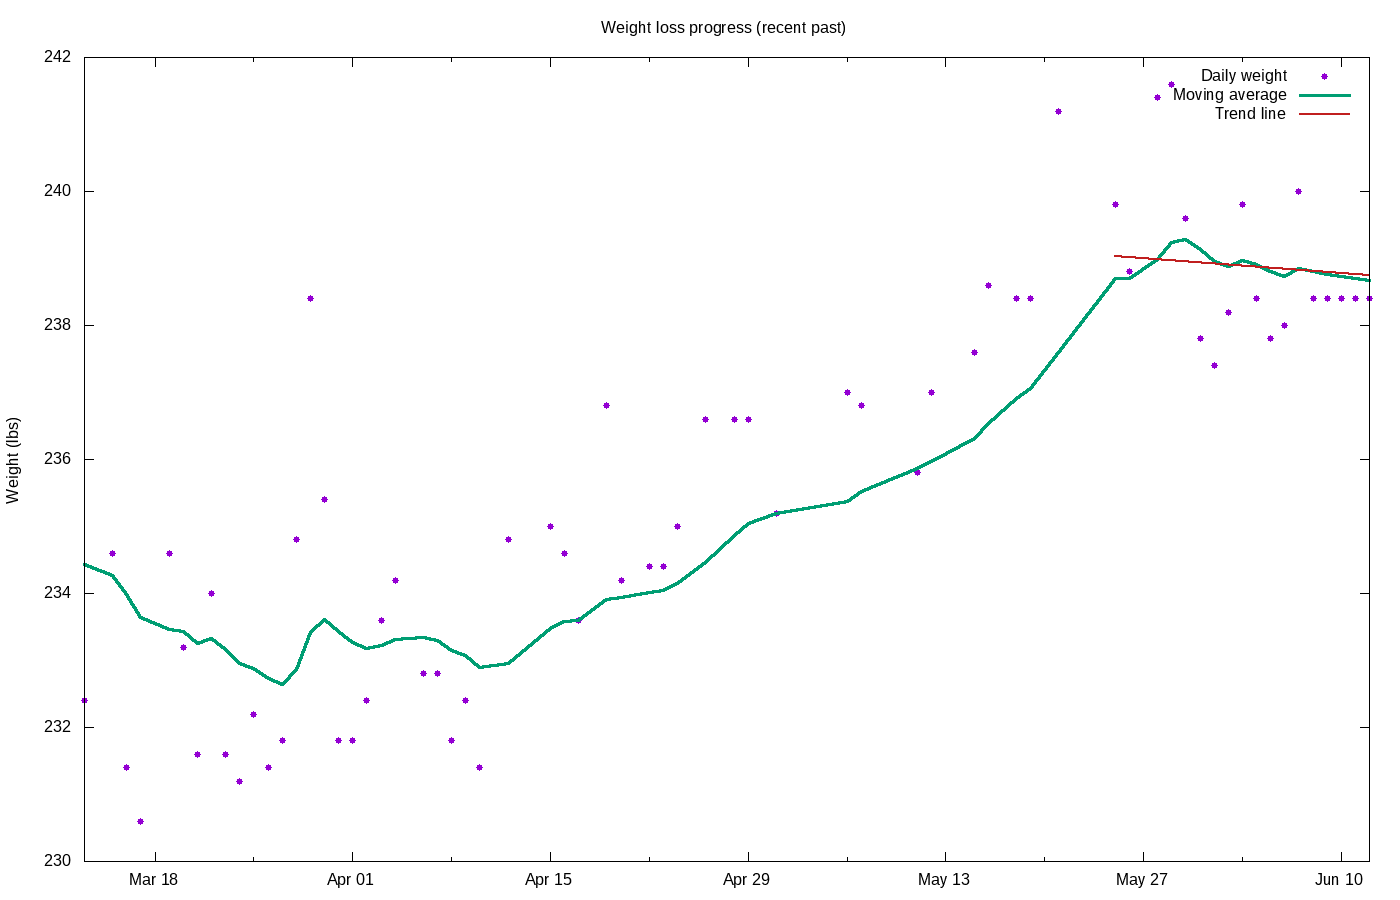 Weight loss progress (recent past)
Daily weight
Moving average
Trend line
Weight (lbs)
242
240
238
236
234
232
230
Mar 18
Apr 01
Apr 15
Apr 29
May 13
May 27
Jun 10